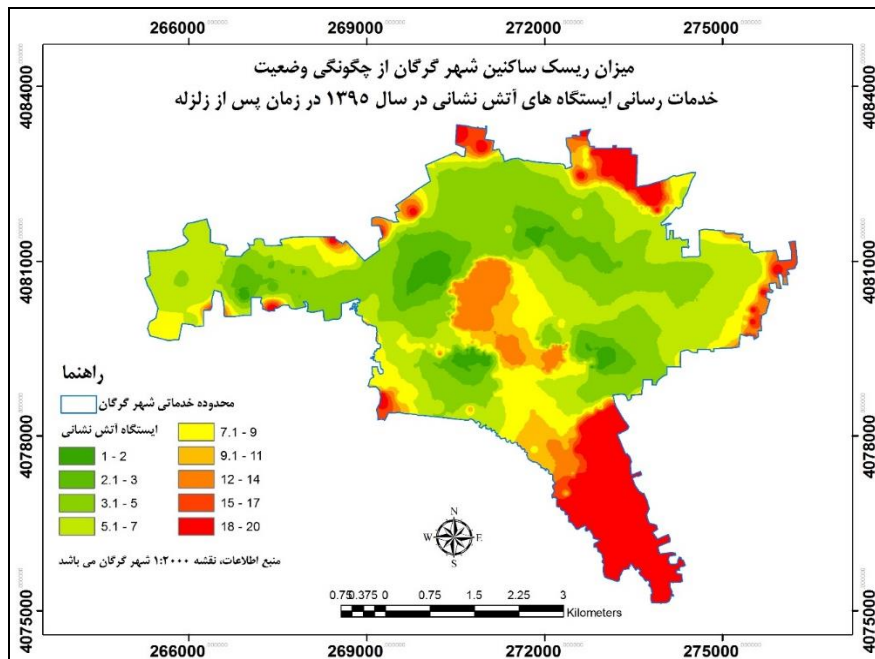 266000 269000 272000 275000
میزان ریسک ساکنین شهر گرگان از چگونگی وضعیت
خدمات رسانی ایستگاه های آتش نشانی در سال ۱۳۹۵ در زمان پس از زلزله
4084000 4084000
4081000 4081000
4078000 4078000
4075000 4075000
راهنما
محدوده خدماتی شهر گرگان
ایستگاه آتش نشانی
1 - 2
2.1 - 3
3.1 - 5
5.1 - 7
7.1 - 9
9.1 - 11
12 - 14
15 - 17
18 - 20
منبع اطلاعات، نقشه ۱:۲۰۰۰ شهر گرگان می باشد
N
W E
S
0.75 0.375 0 0.75 1.5 2.25 3
Kilometers
266000 269000 272000 275000